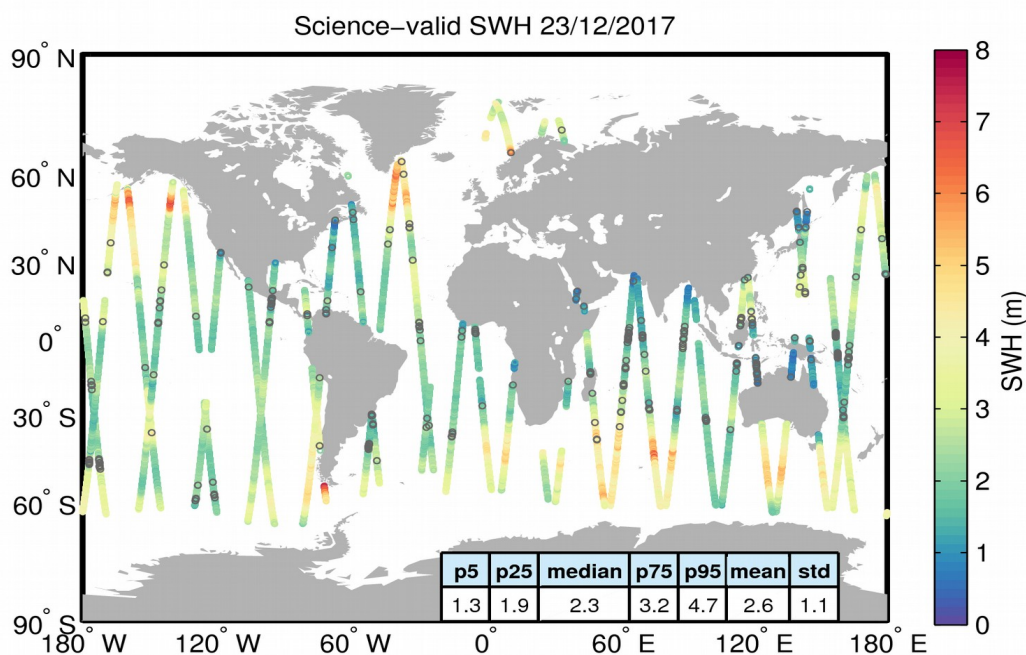 Science−valid SWH 23/12/2017
90° N
60° N
30° N
0°
30° S
60° S
90° S
180° W
120° W
60° W
0°
60° E
120° E
180° E
p5 p25 median p75 p95 mean std
1.3 1.9 2.3 3.2 4.7 2.6 1.1
8
7
6
5
4
3
2
1
0
SWH (m)